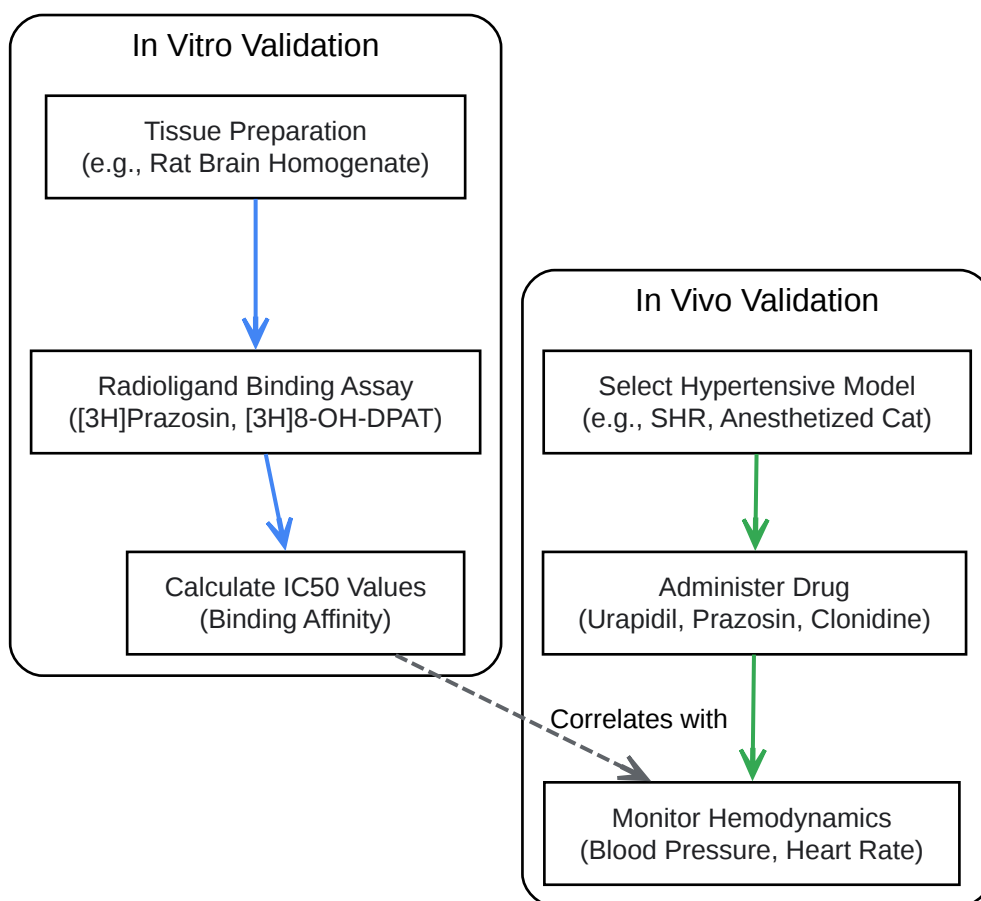 In Vitro Validation
Tissue Preparation
(e.g., Rat Brain Homogenate)
Radioligand Binding Assay
([3H]Prazosin, [3H]8-OH-DPAT)
Calculate IC50 Values
(Binding Affinity)
In Vivo Validation
Select Hypertensive Model
(e.g., SHR, Anesthetized Cat)
Administer Drug
(Urapidil, Prazosin, Clonidine)
Correlates with
Monitor Hemodynamics
(Blood Pressure, Heart Rate)